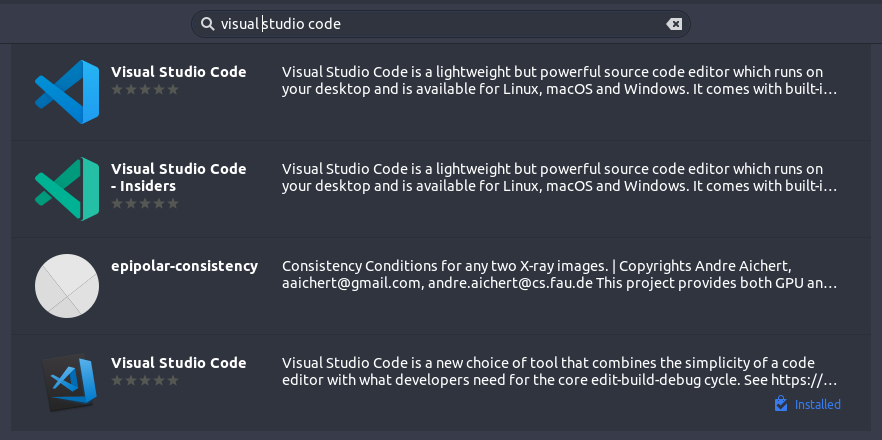 visual studio code
Visual Studio Code
Visual Studio Code is a lightweight but powerful source code editor which runs on
your desktop and is available for Linux, macOS and Windows. It comes with built-i…
Visual Studio Code
- Insiders
Visual Studio Code is a lightweight but powerful source code editor which runs on
your desktop and is available for Linux, macOS and Windows. It comes with built-i…
epipolar-consistency
Consistency Conditions for any two X-ray images. | Copyrights Andre Aichert,
aaichert@gmail.com, andre.aichert@cs.fau.de This project provides both GPU an…
Visual Studio Code
Visual Studio Code is a new choice of tool that combines the simplicity of a code
editor with what developers need for the core edit-build-debug cycle. See https://…
Installed